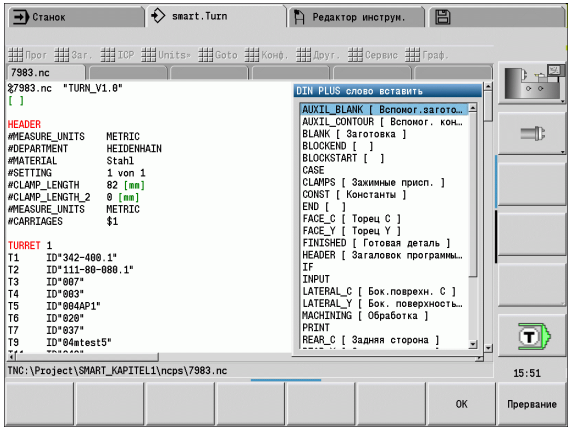 Станок smart.Turn Редактор инструм.
Прог Заг. ICP Units» Goto Конф. Друг. Сервис Граф.
7983.nc
%7983.nc "TURN_V1.0"
[ ]
HEADER
#MEASURE_UNITS METRIC
#DEPARTMENT HEIDENHAIN
#MATERIAL Stahl
#SETTING 1 von 1
#CLAMP_LENGTH 82 [mm]
#CLAMP_LENGTH_2 0 [mm]
#MEASURE_UNITS METRIC
#CARRIAGES $1
TURRET 1
T1 ID"342-400.1"
T2 ID"111-80-080.1"
T3 ID"007"
T4 ID"003"
T5 ID"004AP1"
T6 ID"020"
T7 ID"037"
T9 ID"04mtest5"
DIN PLUS слово вставить
AUXIL_BLANK [ Вспомог.загото…
AUXIL_CONTOUR [ Вспомог. кон…
BLANK [ Заготовка ]
BLOCKEND [ ]
BLOCKSTART [ ]
CASE
CLAMPS [ Зажимные присп. ]
CONST [ Константы ]
END [ ]
FACE_C [ Торец C ]
FACE_Y [ Торец Y ]
FINISHED [ Готовая деталь ]
HEADER [ Загаловок программы…
IF
INPUT
LATERAL_C [ Бок.поврехн. C ]
LATERAL_Y [ Бок. поверхность…
MACHINING [ Обработка ]
PRINT
REAR_C [ Задняя сторона ]
TNC:\Project\SMART_KAPITEL1\ncps\7983.nc
T
15:51
OK Прервание